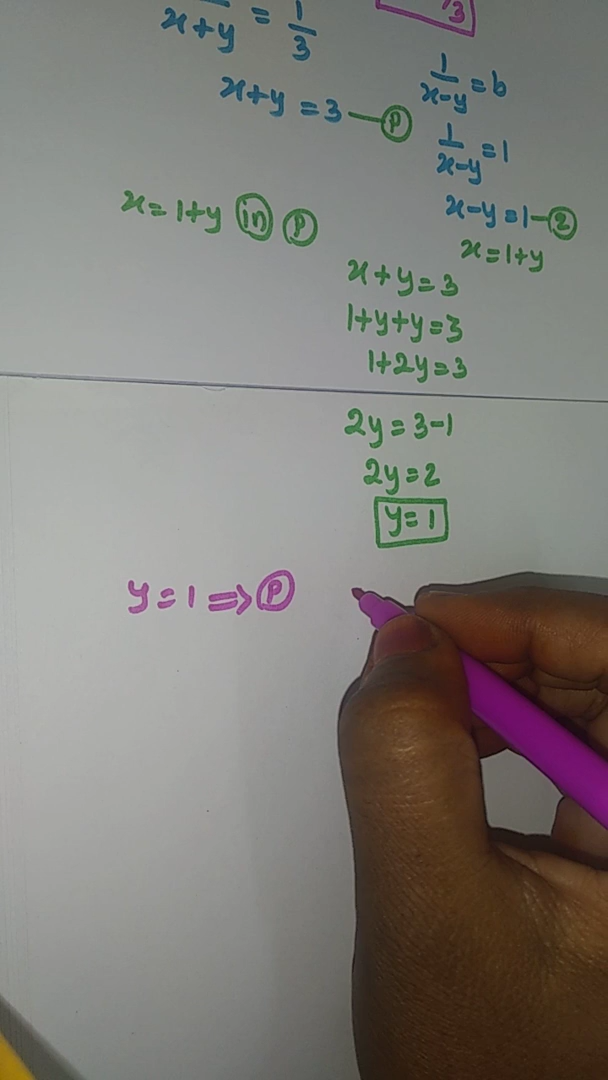 x+y = 1/3
/3
x+y = 3 — (P)
1/x-y = b
1/x-y = 1
x-y = 1 — (2)
x = 1+y
x = 1+y (in) (P)
x+y = 3
1+y+y = 3
1+2y = 3
2y = 3-1
2y = 2
y = 1
y = 1 => (P)